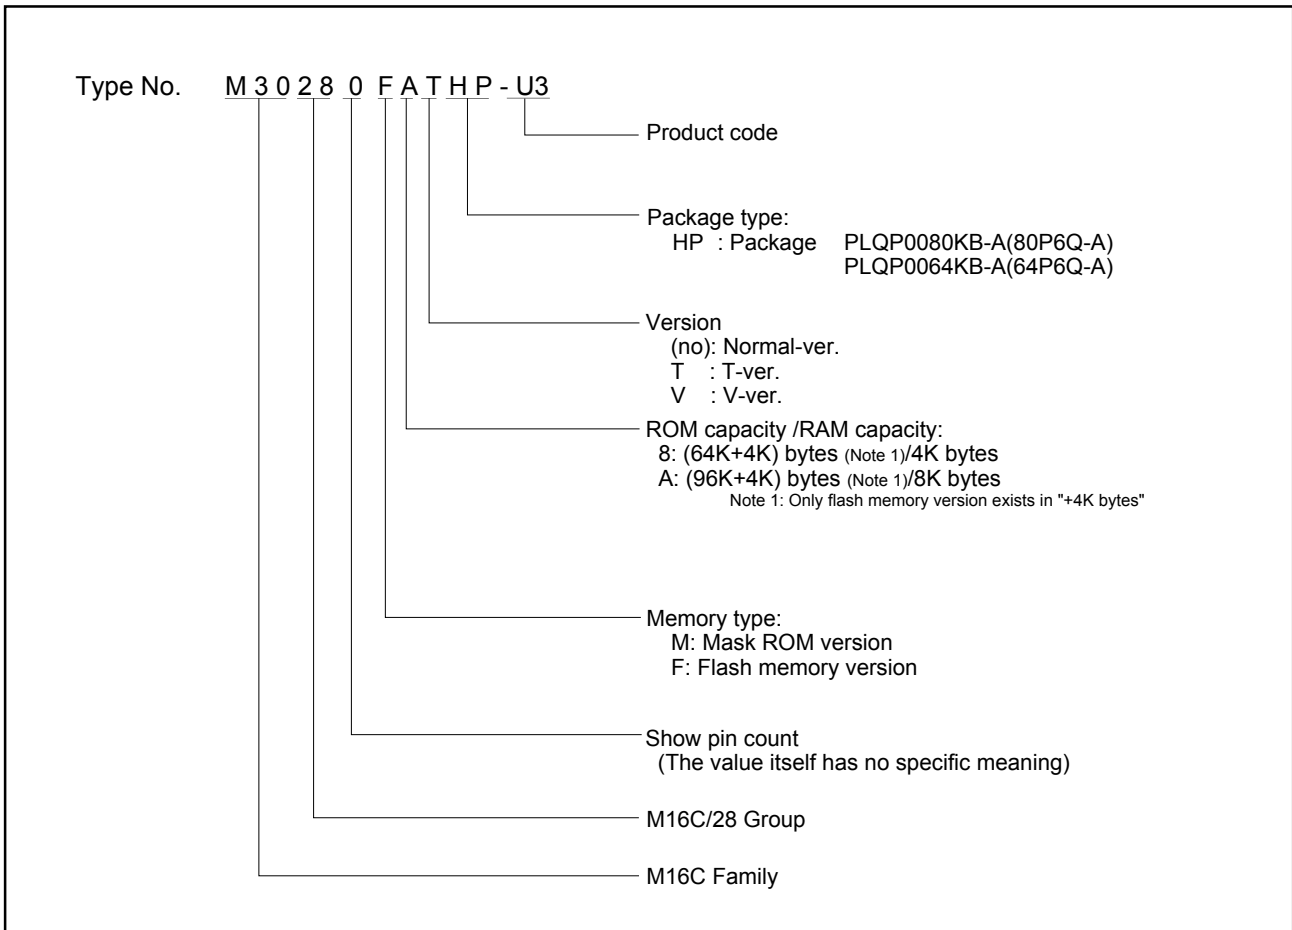 Type No. M 3 0 2 8 0 F A T H P - U3
Product code
Package type:
HP : Package PLQP0080KB-A(80P6Q-A)
PLQP0064KB-A(64P6Q-A)
Version
(no): Normal-ver.
T : T-ver.
V : V-ver.
ROM capacity /RAM capacity:
8: (64K+4K) bytes (Note 1)/4K bytes
A: (96K+4K) bytes (Note 1)/8K bytes
Note 1: Only flash memory version exists in "+4K bytes"
Memory type:
M: Mask ROM version
F: Flash memory version
Show pin count
(The value itself has no specific meaning)
M16C/28 Group
M16C Family